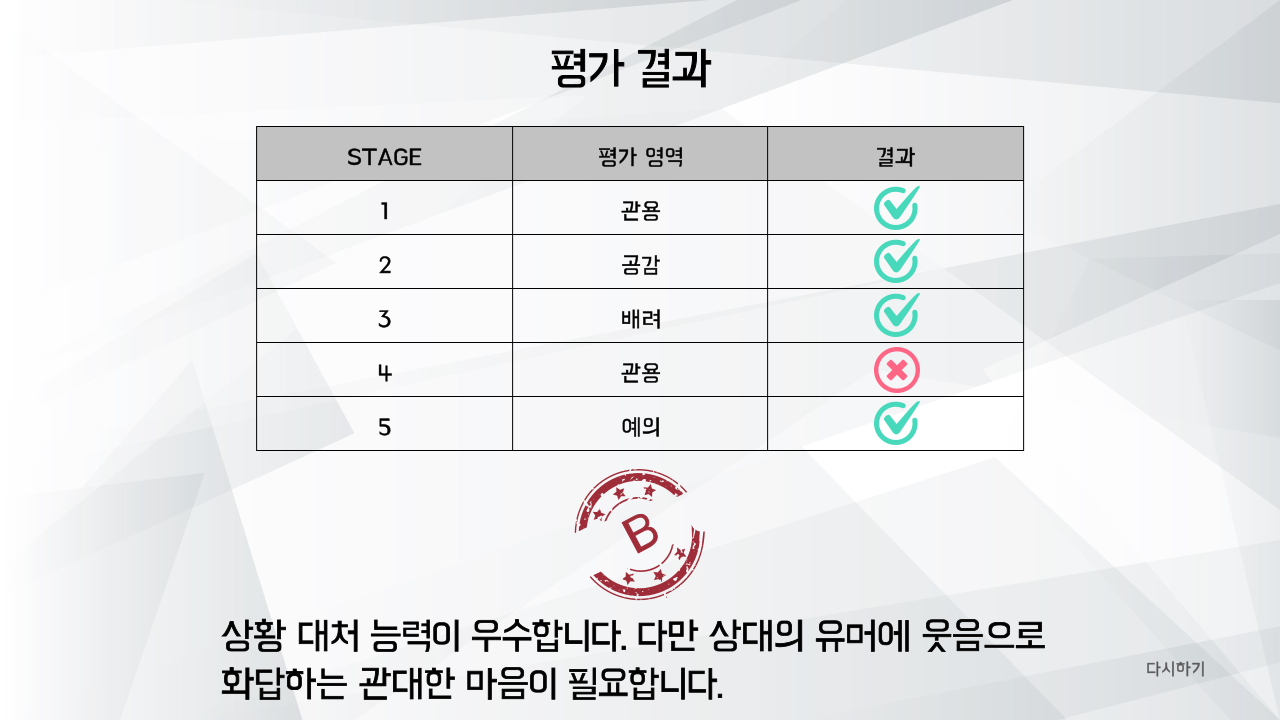 평가 결과
STAGE 평가 영역 결과
1 관용
2 공감
3 배려
4 관용
5 예의
B
상황 대처 능력이 우수합니다. 다만 상대의 유머에 웃음으로
화답하는 관대한 마음이 필요합니다.
다시하기